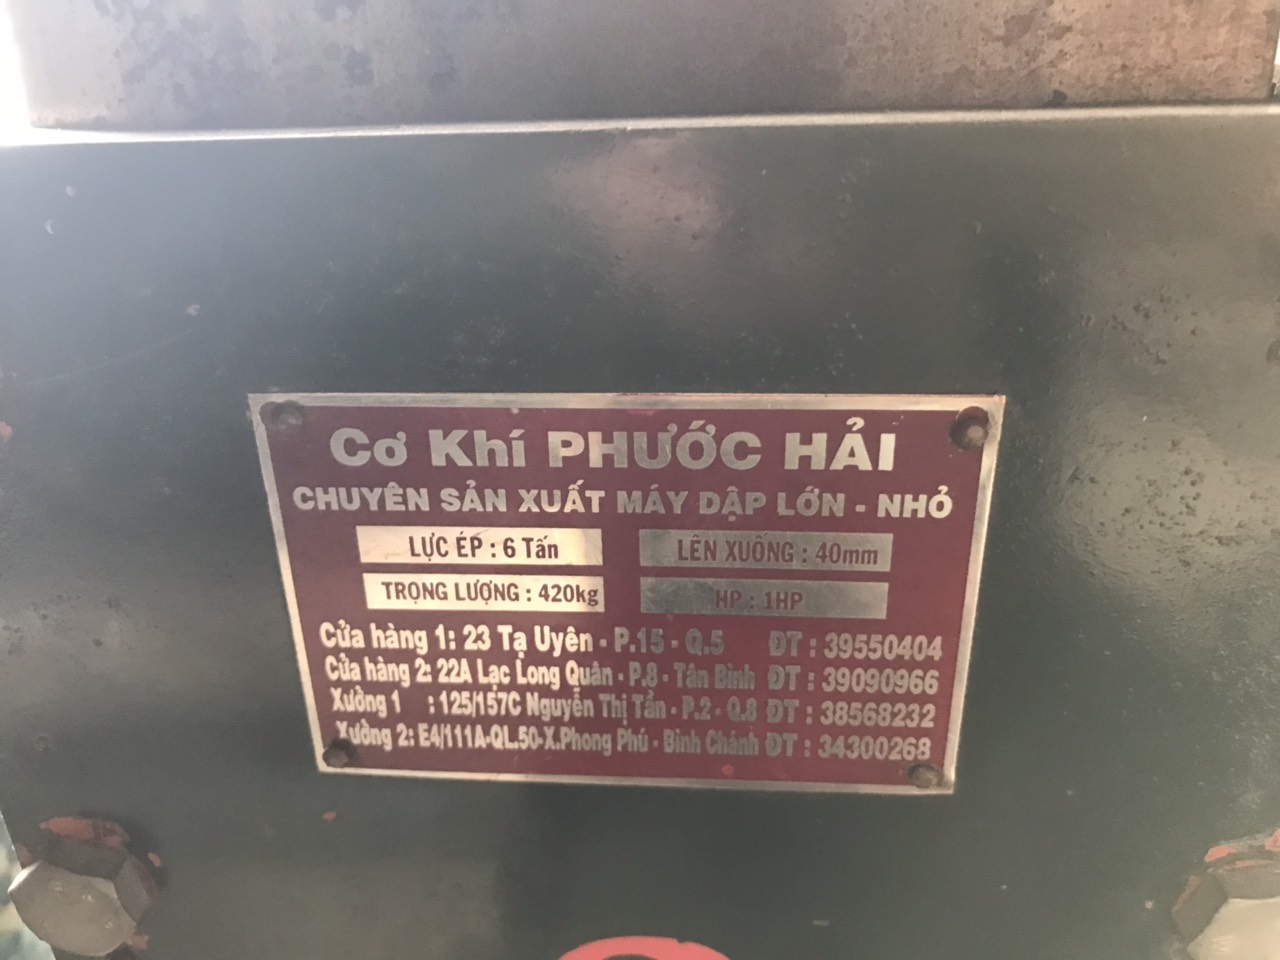 Cơ Khí PHƯỚC HẢI
CHUYÊN SẢN XUẤT MÁY DẬP LỚN - NHỎ
LỰC ÉP : 6 Tấn LÊN XUỐNG : 40mm
TRỌNG LƯỢNG : 420kg HP : 1HP
Cửa hàng 1: 23 Tạ Uyên - P.15 - Q.5 ĐT : 39550404
Cửa hàng 2: 22A Lạc Long Quân - P.8 - Tân Bình ĐT : 39090966
Xưởng 1 : 125/157C Nguyễn Thị Tần - P.2 - Q.8 ĐT : 38568232
Xưởng 2: E4/111A-QL.50-X.Phong Phú - Bình Chánh ĐT : 34300268